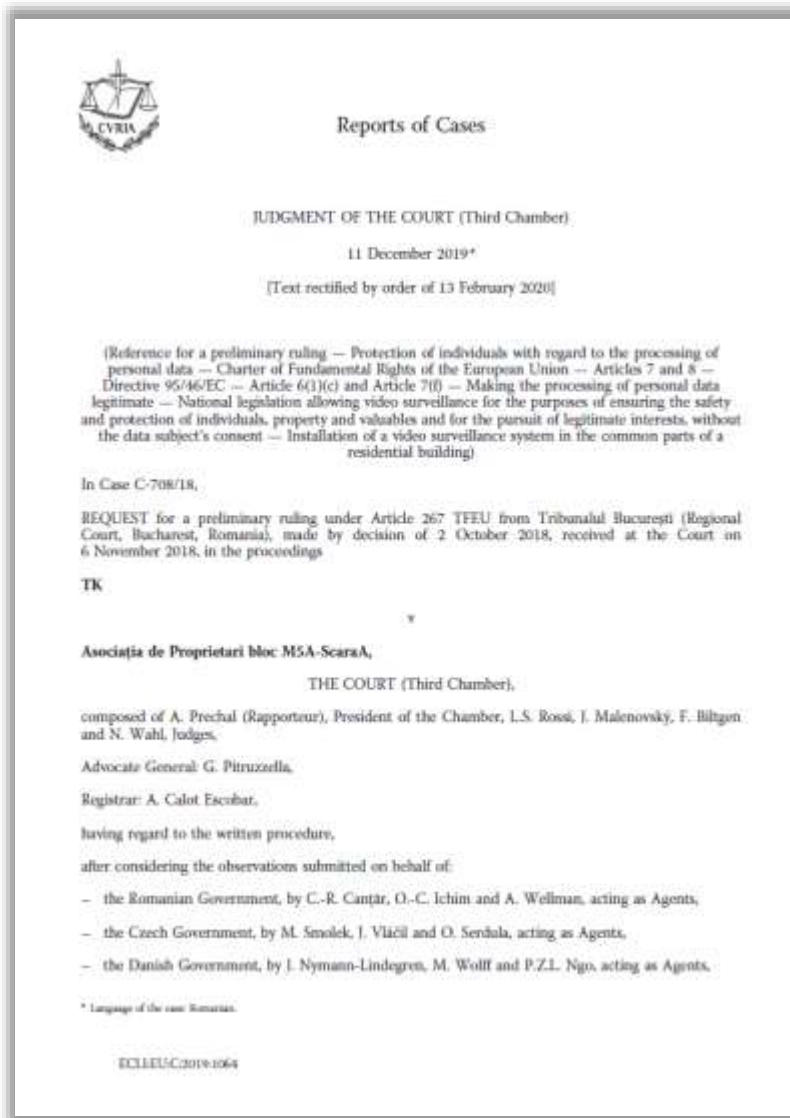 CVRIA
Reports of Cases
JUDGMENT OF THE COURT (Third Chamber)
11 December 2019*
[Text rectified by order of 13 February 2020]
(Reference for a preliminary ruling — Protection of individuals with regard to the processing of
personal data — Charter of Fundamental Rights of the European Union — Articles 7 and 8 —
Directive 95/46/EC — Article 6(1)(c) and Article 7(f) — Making the processing of personal data
legitimate — National legislation allowing video surveillance for the purposes of ensuring the safety
and protection of individuals, property and valuables and for the pursuit of legitimate interests, without
the data subject's consent — Installation of a video surveillance system in the common parts of a
residential building)
In Case C-708/18,
REQUEST for a preliminary ruling under Article 267 TFEU from Tribunalul București (Regional
Court, Bucharest, Romania), made by decision of 2 October 2018, received at the Court on
6 November 2018, in the proceedings
TK
v
Asociația de Proprietari bloc M5A-ScaraA,
THE COURT (Third Chamber),
composed of A. Prechal (Rapporteur), President of the Chamber, L.S. Rossi, J. Malenovský, F. Biltgen
and N. Wahl, Judges,
Advocate General: G. Pitruzzella,
Registrar: A. Calot Escobar,
having regard to the written procedure,
after considering the observations submitted on behalf of:
– the Romanian Government, by C.-R. Canțăr, O.-C. Ichim and A. Wellman, acting as Agents,
– the Czech Government, by M. Smolek, J. Vláčil and O. Serdula, acting as Agents,
– the Danish Government, by J. Nymann-Lindegren, M. Wolff and P.Z.L. Ngo, acting as Agents,
* Language of the case: Romanian.
ECLI:EU:C:2019:1064